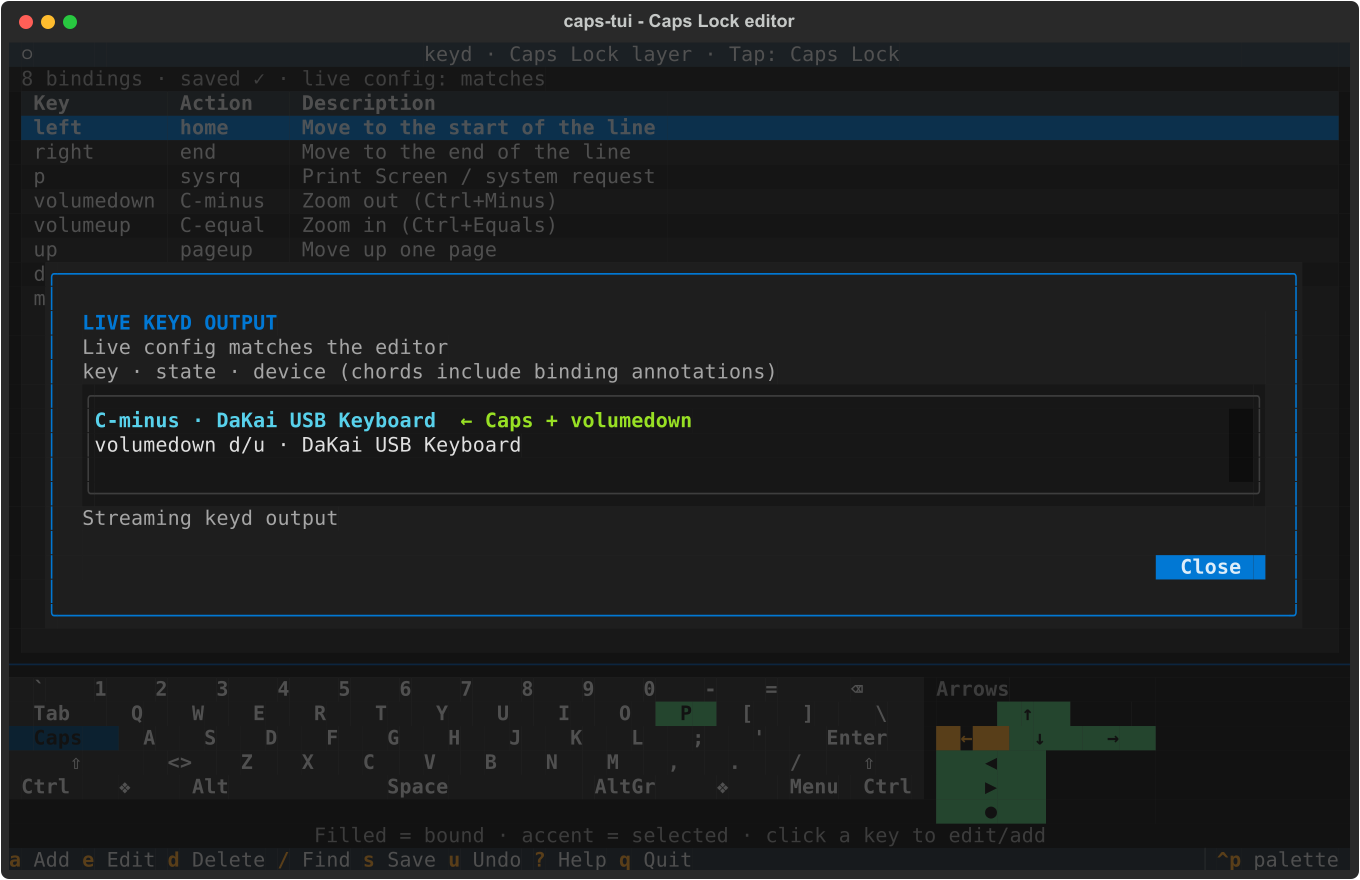 caps-tui - Caps Lock editor
keyd · Caps Lock layer · Tap: Caps Lock
8 bindings · saved ✓ · live config: matches
Key Action Description
left home Move to the start of the line
right end Move to the end of the line
p sysrq Print Screen / system request
volumedown C-minus Zoom out (Ctrl+Minus)
volumeup C-equal Zoom in (Ctrl+Equals)
up pageup Move up one page
d
m
LIVE KEYD OUTPUT
Live config matches the editor
key · state · device (chords include binding annotations)
C-minus · DaKai USB Keyboard ← Caps + volumedown
volumedown d/u · DaKai USB Keyboard
Streaming keyd output
Close
` 1 2 3 4 5 6 7 8 9 0 - = ⌫ Arrows
Tab Q W E R T Y U I O P [ ] \ ↑
Caps A S D F G H J K L ; ' Enter ← ↓ →
⇧ <> Z X C V B N M , . / ⇧ ◀
Ctrl ❖ Alt Space AltGr ❖ Menu Ctrl ▶
●
Filled = bound · accent = selected · click a key to edit/add
a Add e Edit d Delete / Find s Save u Undo ? Help q Quit ^p palette